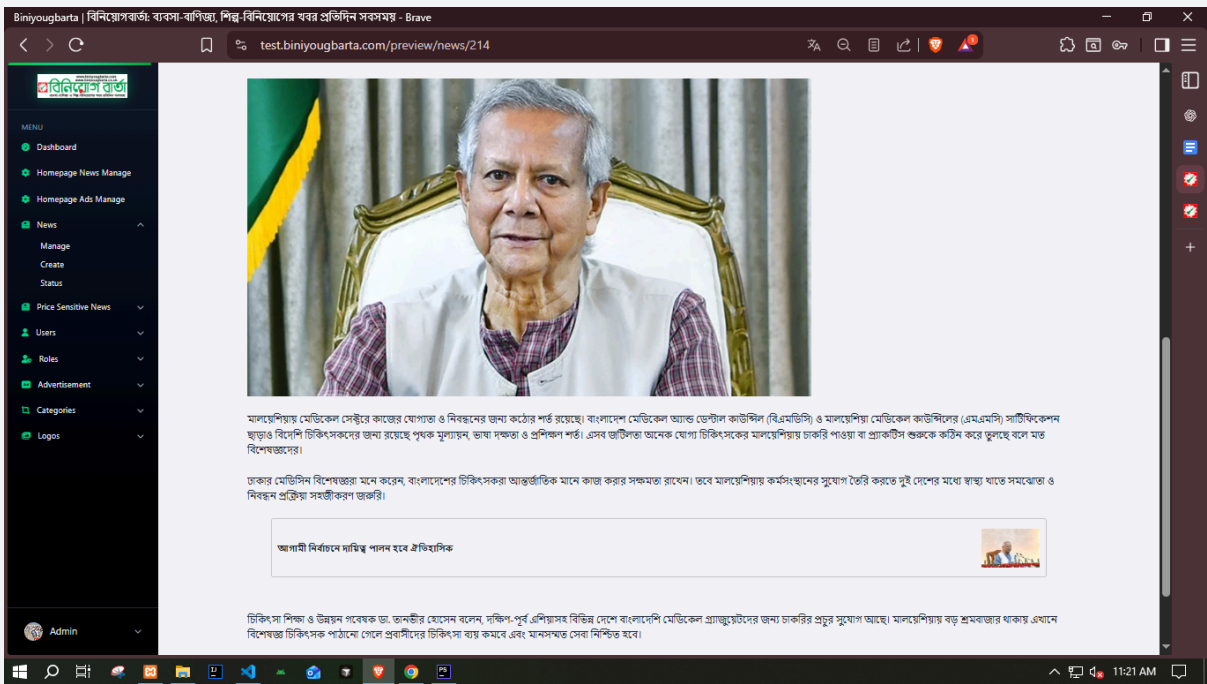 Biniyougbarta | বিনিয়োগবার্তা: ব্যবসা-বাণিজ্য, শিল্প-বিনিয়োগের খবর প্রতিদিন সবসময় - Brave
test.biniyougbarta.com/preview/news/214
বিনিয়োগ বার্তা
MENU
Dashboard
Homepage News Manage
Homepage Ads Manage
News
Manage
Create
Status
Price Sensitive News
Users
Roles
Advertisement
Categories
Logos
Admin
মালয়েশিয়ায় মেডিকেল সেক্টরে কাজের যোগ্যতা ও নিবন্ধনের জন্য কঠোর শর্ত রয়েছে। বাংলাদেশ মেডিকেল অ্যান্ড ডেন্টাল কাউন্সিল (বিএমডিসি) ও মালয়েশিয়া মেডিকেল কাউন্সিলের (এমএমসি) সার্টিফিকেশন
ছাড়াও বিদেশি চিকিৎসকদের জন্য রয়েছে পৃথক মূল্যায়ন, ভাষা দক্ষতা ও প্রশিক্ষণ শর্ত। এসব জটিলতা অনেক যোগ্য চিকিৎসকের মালয়েশিয়ায় চাকরি পাওয়া বা প্র্যাকটিস শুরুকে কঠিন করে তুলছে বলে মত
বিশেষজ্ঞদের।
ঢাকার মেডিসিন বিশেষজ্ঞরা মনে করেন, বাংলাদেশের চিকিৎসকরা আন্তর্জাতিক মানে কাজ করার সক্ষমতা রাখেন। তবে মালয়েশিয়ায় কর্মসংস্থানের সুযোগ তৈরি করতে দুই দেশের মধ্যে স্বাস্থ্য খাতে সমঝোতা ও
নিবন্ধন প্রক্রিয়া সহজীকরণ জরুরি।
আগামী নির্বাচনে দায়িত্ব পালন হবে ঐতিহাসিক
চিকিৎসা শিক্ষা ও উন্নয়ন গবেষক ডা. তানভীর হোসেন বলেন, দক্ষিণ-পূর্ব এশিয়াসহ বিভিন্ন দেশে বাংলাদেশি মেডিকেল গ্র্যাজুয়েটদের জন্য চাকরির প্রচুর সুযোগ আছে। মালয়েশিয়ায় বড় শ্রমবাজার থাকায় এখানে
বিশেষজ্ঞ চিকিৎসক পাঠানো গেলে প্রবাসীদের চিকিৎসা ব্যয় কমবে এবং মানসম্মত সেবা নিশ্চিত হবে।
11:21 AM